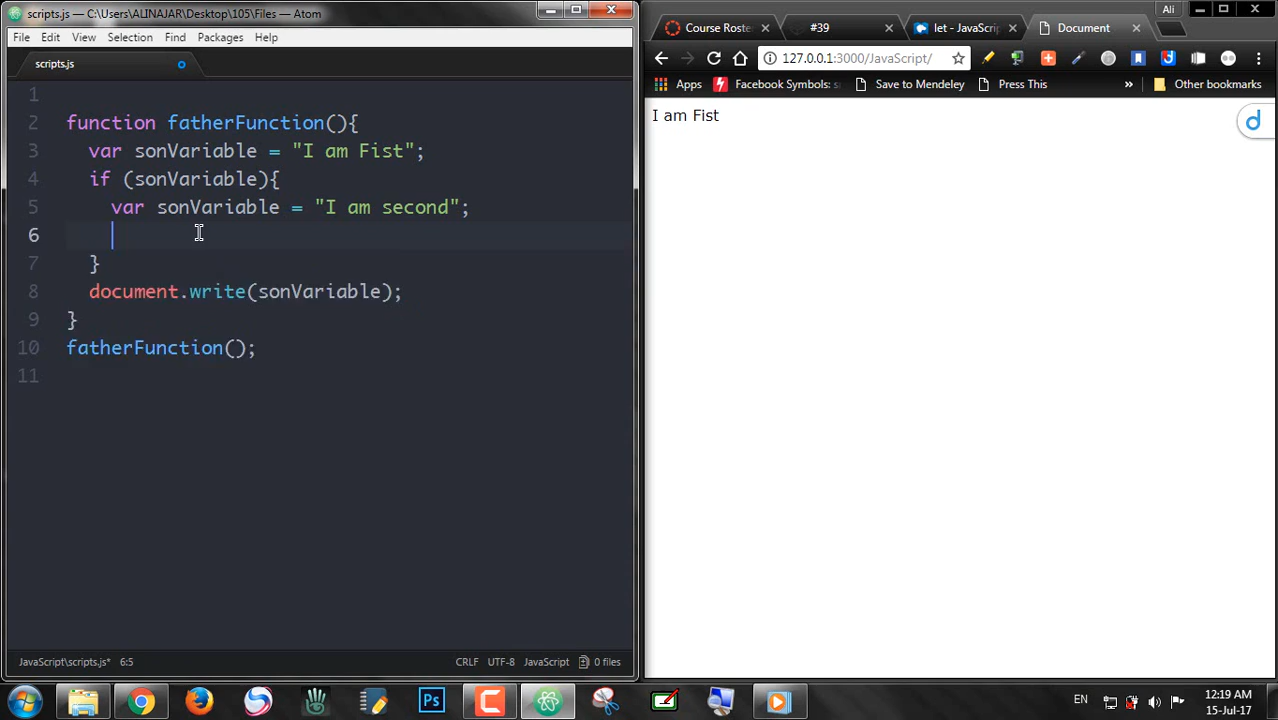 scripts.js — C:\Users\ALINAJAR\Desktop\105\Files — Atom
File Edit View Selection Find Packages Help
scripts.js
1
2 function fatherFunction(){
3 var sonVariable = "I am Fist";
4 if (sonVariable){
5 var sonVariable = "I am second";
6
7 }
8 document.write(sonVariable);
9 }
10 fatherFunction();
11
JavaScript\scripts.js* 6:5 CRLF UTF-8 JavaScript 0 files
Ali
Course Roste #39 let - JavaScrip Document
127.0.0.1:3000/JavaScript/
Apps Facebook Symbols: Save to Mendeley Press This » Other bookmarks
I am Fist
d
Ps
EN
12:19 AM
15-Jul-17